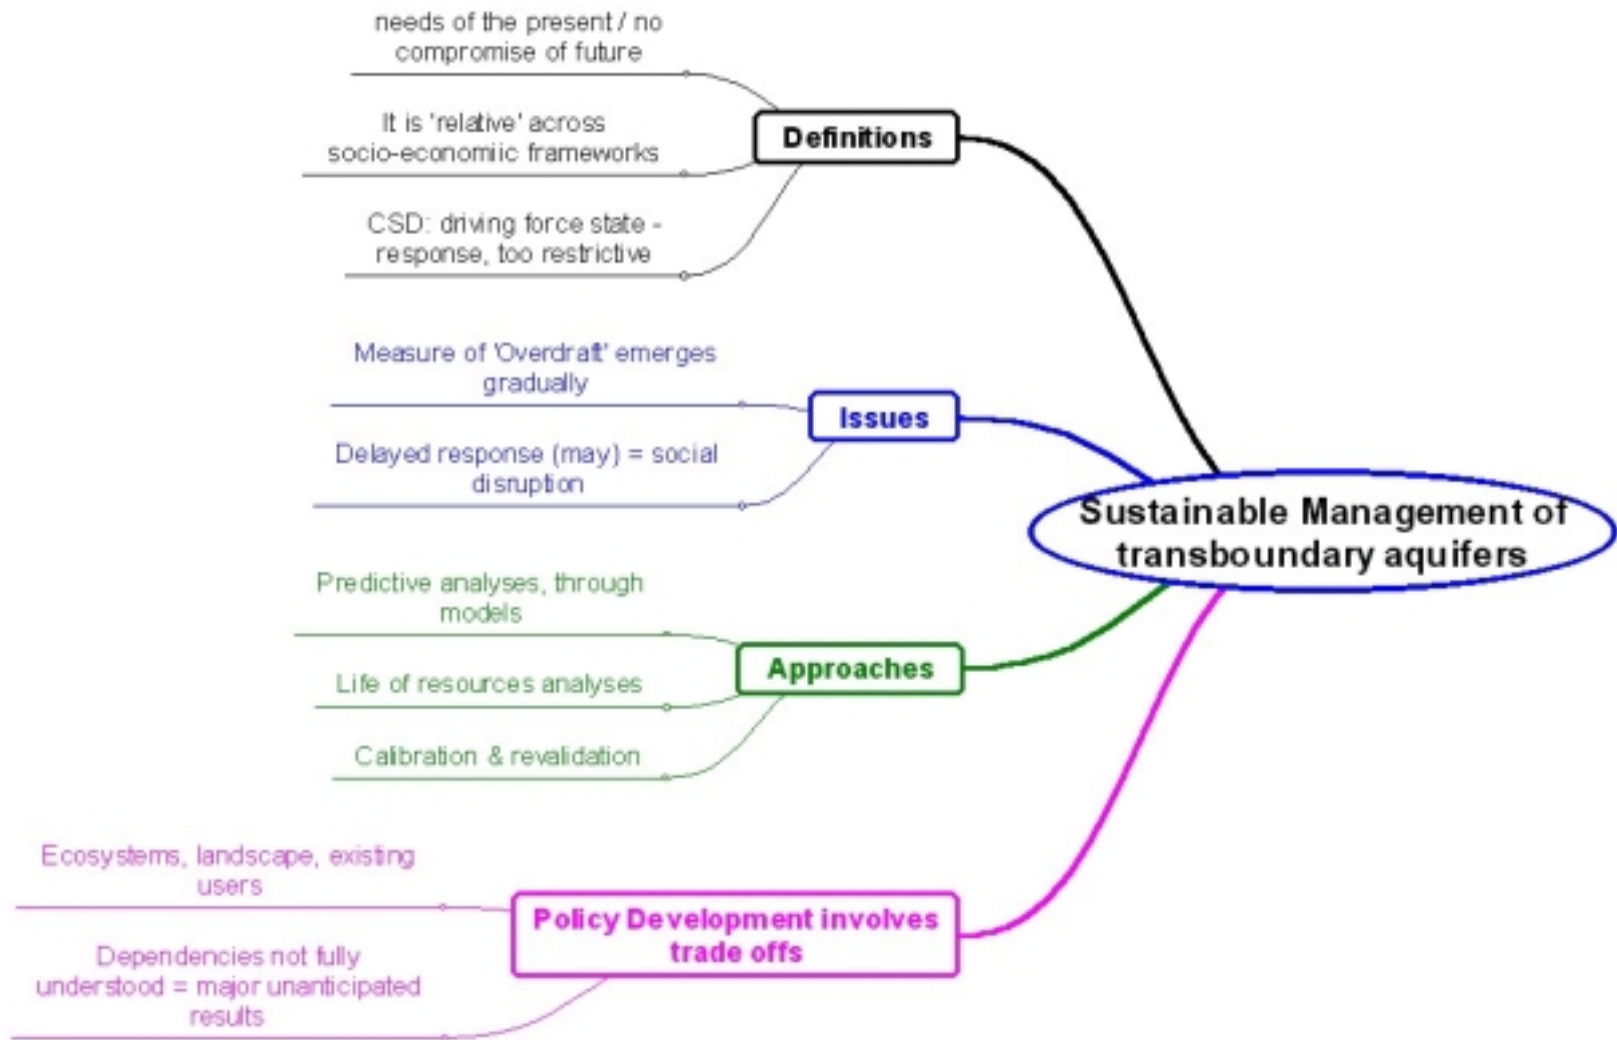 needs of the present / no
compromise of future
It is 'relative' across
socio-economiic frameworks
CSD: driving force state -
response, too restrictive
Definitions
Measure of 'Overdraft' emerges
gradually
Delayed response (may) = social
disruption
Issues
Sustainable Management of
transboundary aquifers
Predictive analyses, through
models
Life of resources analyses
Calibration & revalidation
Approaches
Ecosystems, landscape, existing
users
Dependencies not fully
understood = major unanticipated
results
Policy Development involves
trade offs